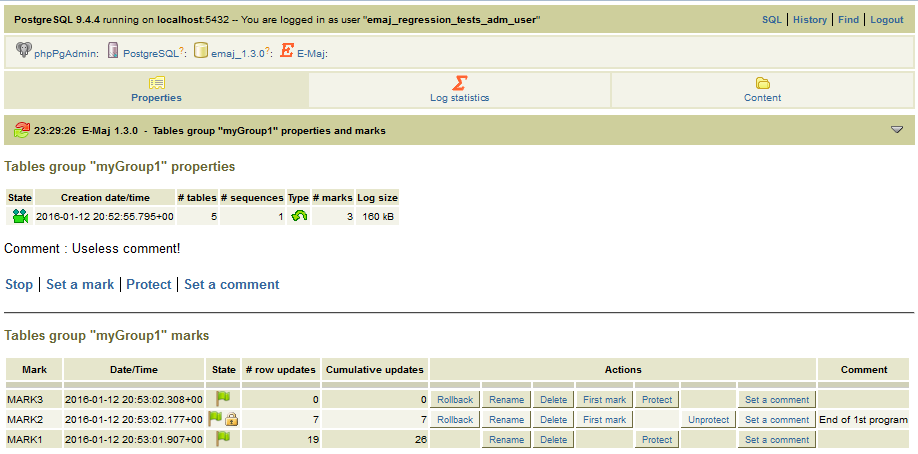 PostgreSQL 9.4.4 running on localhost:5432 -- You are logged in as user "emaj_regression_tests_adm_user" SQL | History | Find | Logout
phpPgAdmin: PostgreSQL?: emaj_1.3.0?: E-Maj:
Properties Log statistics Content
23:29:26 E-Maj 1.3.0 - Tables group "myGroup1" properties and marks
Tables group "myGroup1" properties
State Creation date/time # tables # sequences Type # marks Log size
2016-01-12 20:52:55.795+00 5 1 3 160 kB
Comment : Useless comment!
Stop | Set a mark | Protect | Set a comment
Tables group "myGroup1" marks
Mark Date/Time State # row updates Cumulative updates Actions Comment
MARK3 2016-01-12 20:53:02.308+00 0 0 Rollback Rename Delete First mark Protect Set a comment
MARK2 2016-01-12 20:53:02.177+00 7 7 Rollback Rename Delete First mark Unprotect Set a comment End of 1st program
MARK1 2016-01-12 20:53:01.907+00 19 26 Rename Delete Protect Set a comment